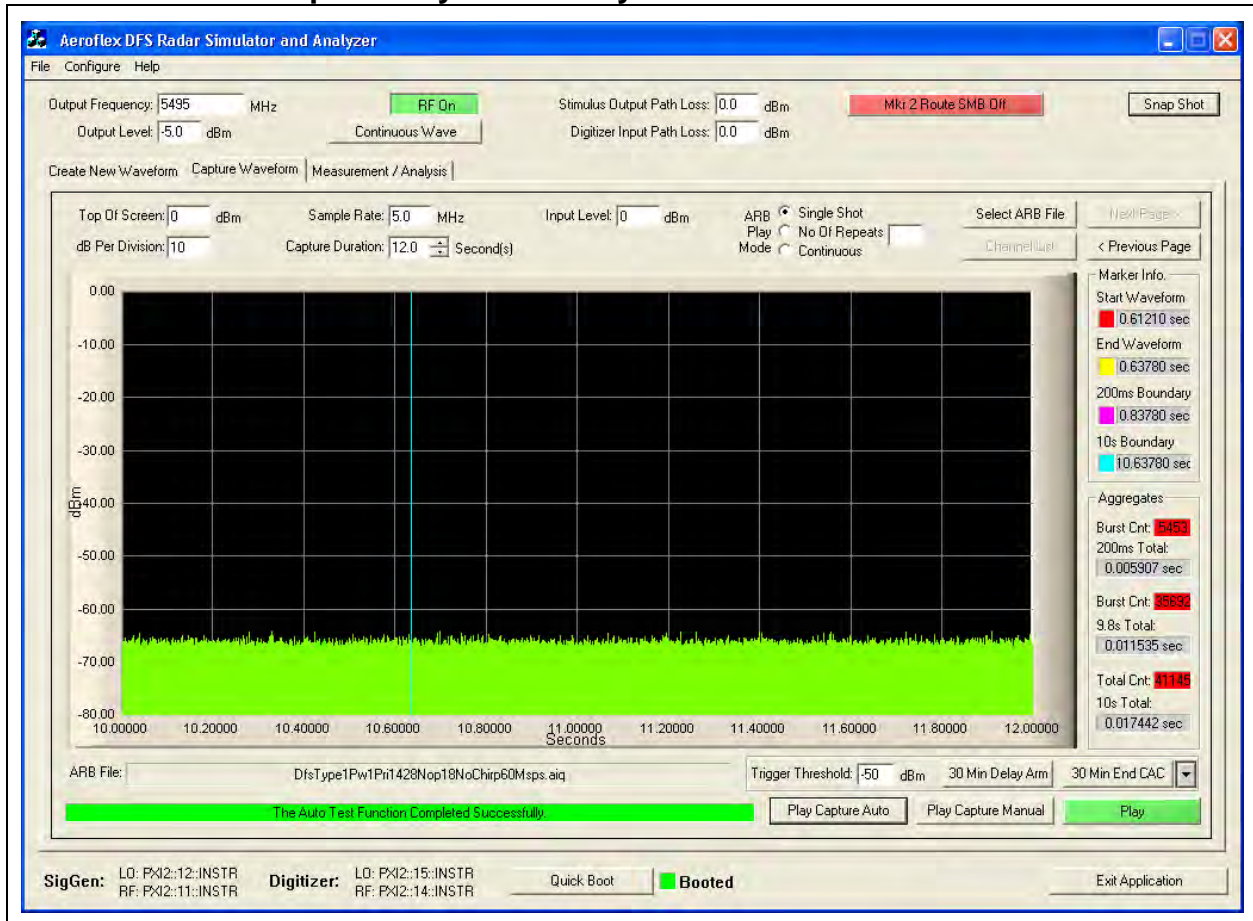 Aeroflex DFS Radar Simulator and Analyzer
File Configure Help
Output Frequency: 5495 MHz RF On Stimulus Output Path Loss: 0.0 dBm Mkr 2 Route SMB Off Snap Shot
Output Level: -5.0 dBm Continuous Wave Digitizer Input Path Loss: 0.0 dBm
Create New Waveform Capture Waveform Measurement / Analysis
Top Of Screen: 0 dBm Sample Rate: 5.0 MHz Input Level: 0 dBm ARB Play Mode Single Shot Select ARB File Next Page >
No Of Repeats
dB Per Division: 10 Capture Duration: 12.0 Second(s) Continuous Channel List < Previous Page
Marker Info.
Start Waveform
0.61210 sec
End Waveform
0.63780 sec
200ms Boundary
0.83780 sec
10s Boundary
10.63780 sec
Aggregates
Burst Cnt: 5453
200ms Total:
0.005907 sec
Burst Cnt: 35692
9.8s Total:
0.011535 sec
Total Cnt: 41145
10s Total:
0.017442 sec
0.00
-10.00
-20.00
-30.00
-40.00
-50.00
-60.00
-70.00
-80.00
dBm
10.00000 10.20000 10.40000 10.60000 10.80000 11.00000 11.20000 11.40000 11.60000 11.80000 12.00000
Seconds
ARB File: DfsType1Pw1Pri1428Nop18NoChirp60Msps.aiq Trigger Threshold: -50 dBm 30 Min Delay Arm 30 Min End CAC
The Auto Test Function Completed Successfully. Play Capture Auto Play Capture Manual Play
SigGen: LO: PXI2::12::INSTR Digitizer: LO: PXI2::15::INSTR Quick Boot Booted Exit Application
RF: PXI2::11::INSTR RF: PXI2::14::INSTR